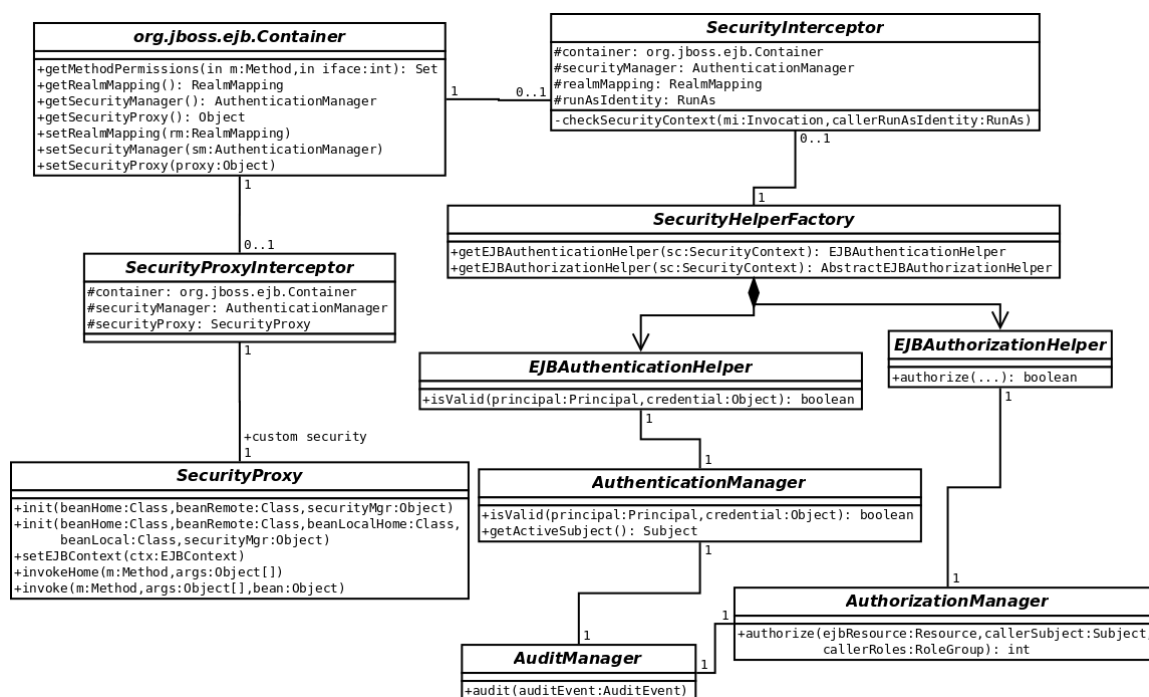 org.jboss.ejb.Container
+getMethodPermissions(in m:Method,in iface:int): Set
+getRealmMapping(): RealmMapping
+getSecurityManager(): AuthenticationManager
+getSecurityProxy(): Object
+setRealmMapping(rm:RealmMapping)
+setSecurityManager(sm:AuthenticationManager)
+setSecurityProxy(proxy:Object)
1
0..1
SecurityInterceptor
#container: org.jboss.ejb.Container
#securityManager: AuthenticationManager
#realmMapping: RealmMapping
#runAsIdentity: RunAs
-checkSecurityContext(mi:Invocation,callerRunAsIdentity:RunAs)
0..1
1
1
0..1
SecurityHelperFactory
+getEJBAuthenticationHelper(sc:SecurityContext): EJBAuthenticationHelper
+getEJBAuthorizationHelper(sc:SecurityContext): AbstractEJBAuthorizationHelper
SecurityProxyInterceptor
#container: org.jboss.ejb.Container
#securityManager: AuthenticationManager
#securityProxy: SecurityProxy
1
+custom security
1
EJBAuthenticationHelper
+isValid(principal:Principal,credential:Object): boolean
1
1
EJBAuthorizationHelper
+authorize(...): boolean
1
1
SecurityProxy
+init(beanHome:Class,beanRemote:Class,securityMgr:Object)
+init(beanHome:Class,beanRemote:Class,beanLocalHome:Class,
beanLocal:Class,securityMgr:Object)
+setEJBContext(ctx:EJBContext)
+invokeHome(m:Method,args:Object[])
+invoke(m:Method,args:Object[],bean:Object)
AuthenticationManager
+isValid(principal:Principal,credential:Object): boolean
+getActiveSubject(): Subject
1
1
AuthorizationManager
+authorize(ejbResource:Resource,callerSubject:Subject,
callerRoles:RoleGroup): int
1
1
AuditManager
+audit(auditEvent:AuditEvent)